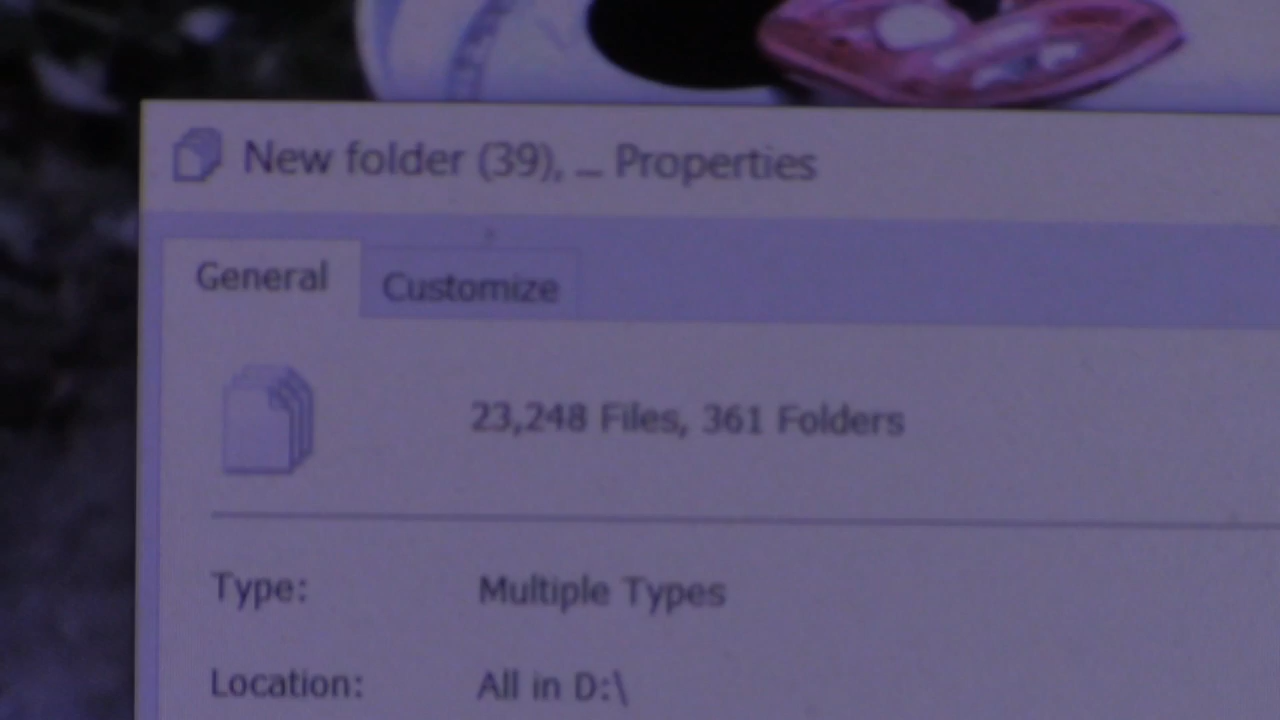 New folder (39), ... Properties
General
Customize
23,248 Files, 361 Folders
Type: Multiple Types
Location: All in D:\